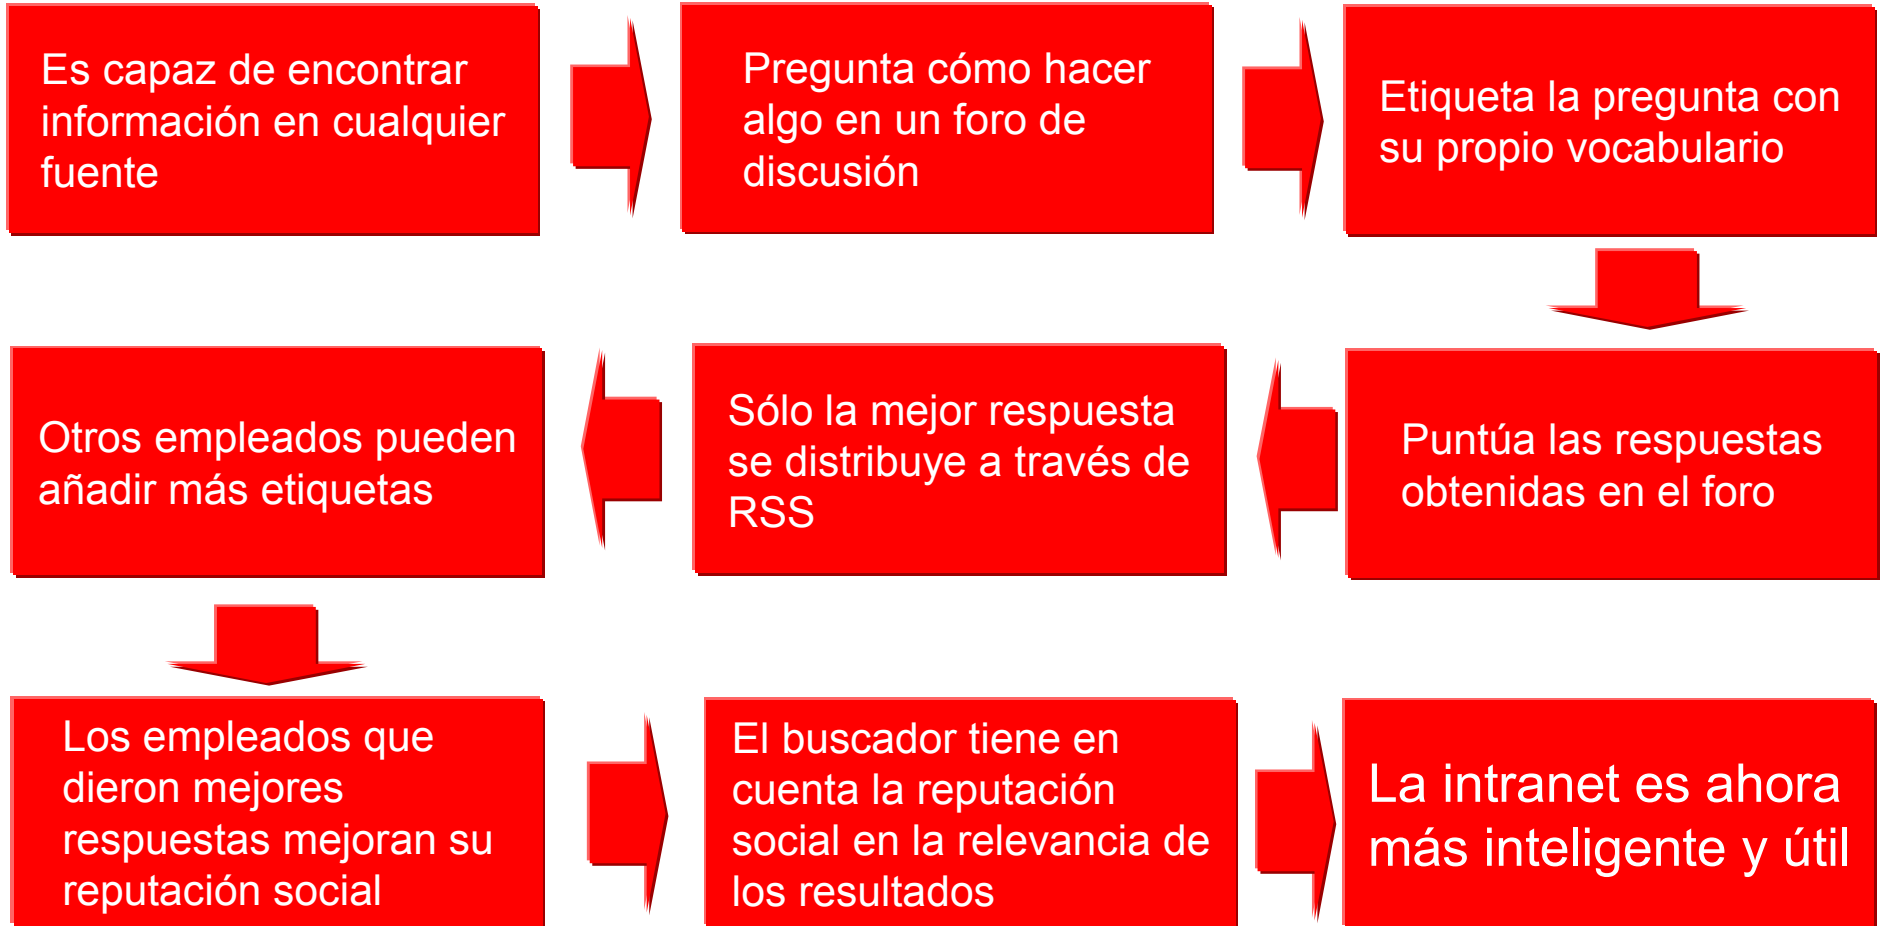 Es capaz de encontrar
información en cualquier
fuente
Pregunta cómo hacer
algo en un foro de
discusión
Etiqueta la pregunta con
su propio vocabulario
Puntúa las respuestas
obtenidas en el foro
Sólo la mejor respuesta
se distribuye a través de
RSS
Otros empleados pueden
añadir más etiquetas
Los empleados que
dieron mejores
respuestas mejoran su
reputación social
El buscador tiene en
cuenta la reputación
social en la relevancia de
los resultados
La intranet es ahora
más inteligente y útil